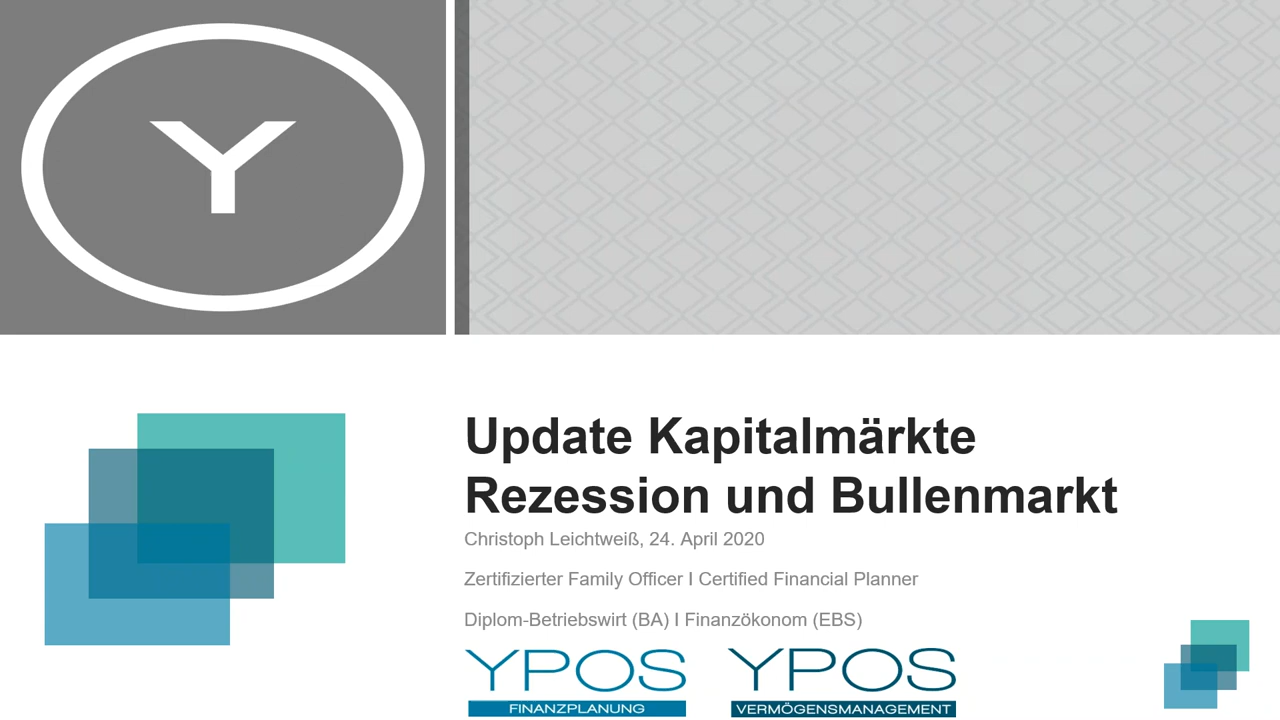 Y
Update Kapitalmärkte
Rezession und Bullenmarkt
Christoph Leichtweiß, 24. April 2020
Zertifizierter Family Officer I Certified Financial Planner
Diplom-Betriebswirt (BA) I Finanzökonom (EBS)
YPOS YPOS
FINANZPLANUNG VERMÖGENSMANAGEMENT